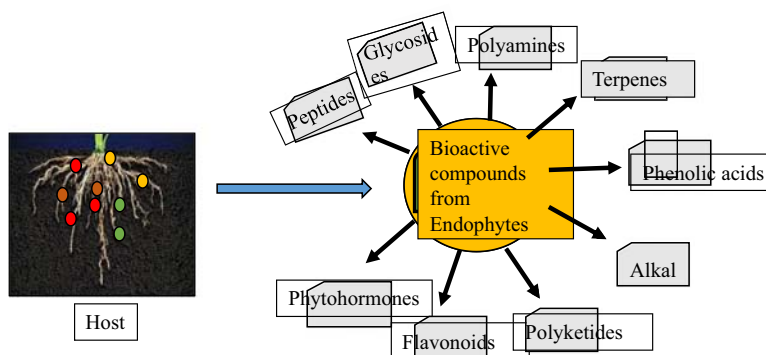 Glycosid
es
Polyamines
Terpenes
Peptides
Bioactive
compounds
from
Endophytes
Phenolic acids
Alkal
Phytohormones
Host
Flavonoids
Polyketides